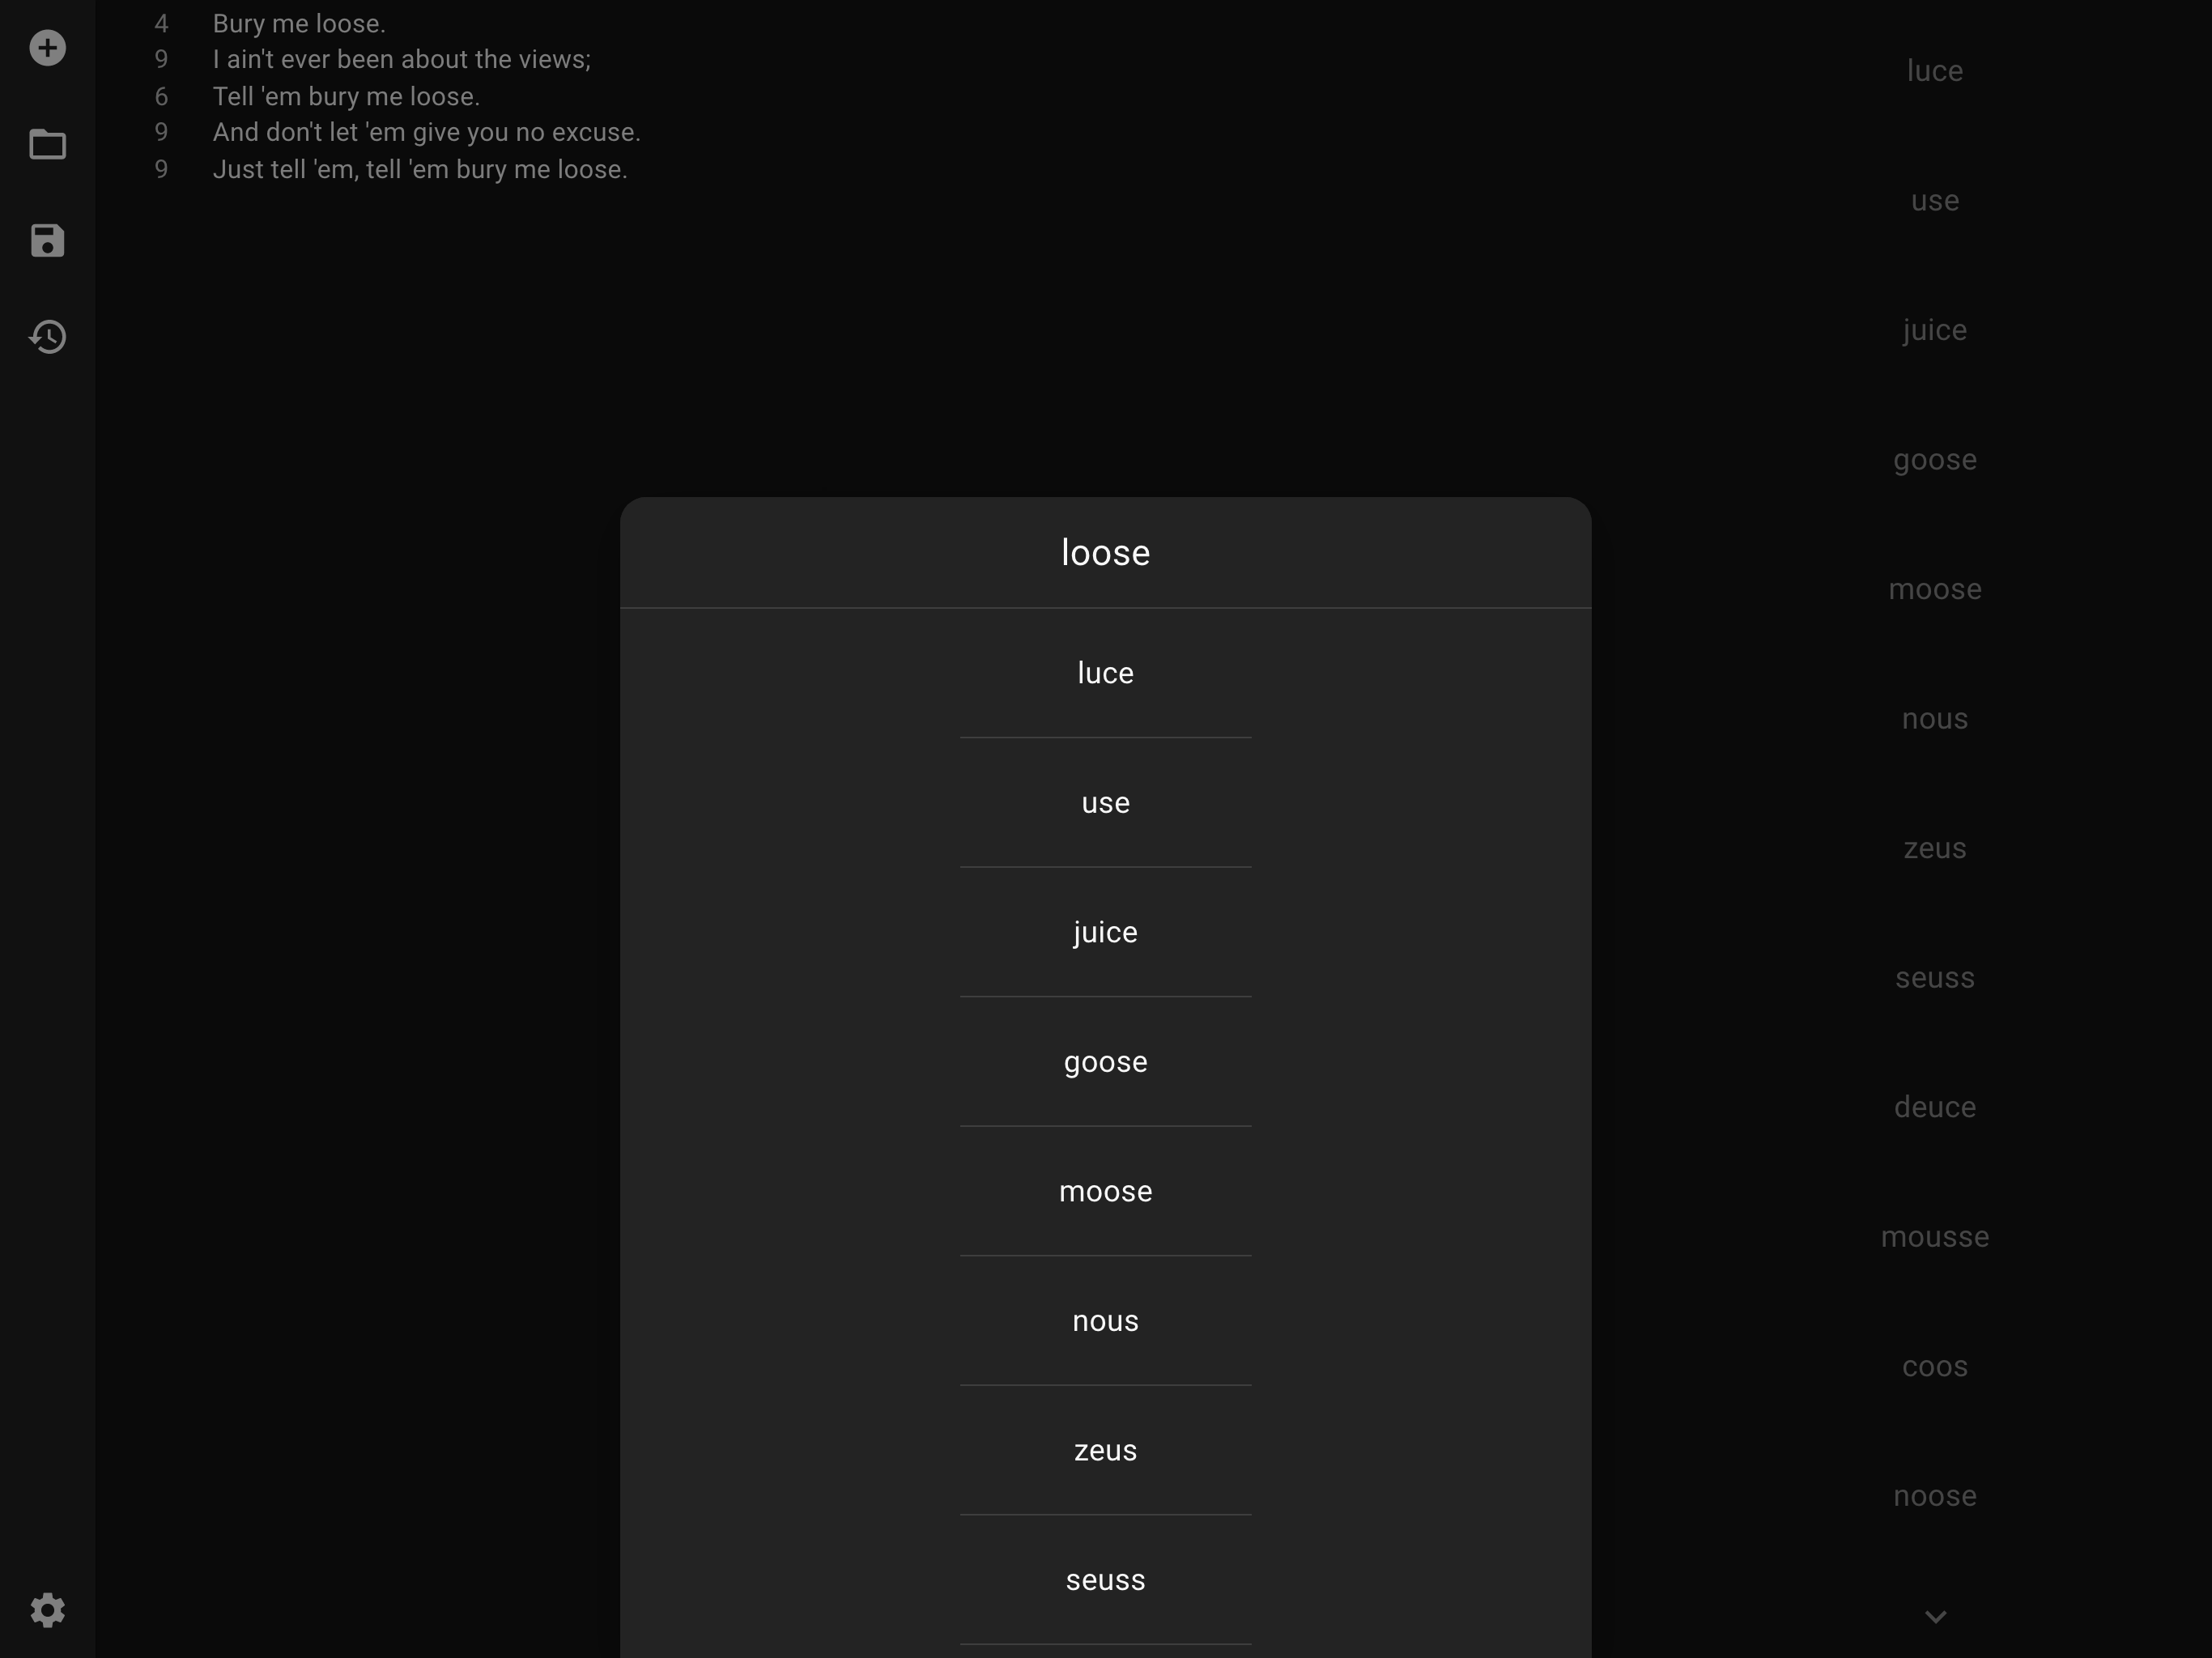 4 Bury me loose.
9 I ain't ever been about the views;
6 Tell 'em bury me loose.
9 And don't let 'em give you no excuse.
9 Just tell 'em, tell 'em bury me loose.
loose
luce
use
juice
goose
moose
nous
zeus
seuss
luce
use
juice
goose
moose
nous
zeus
seuss
deuce
mousse
coos
noose